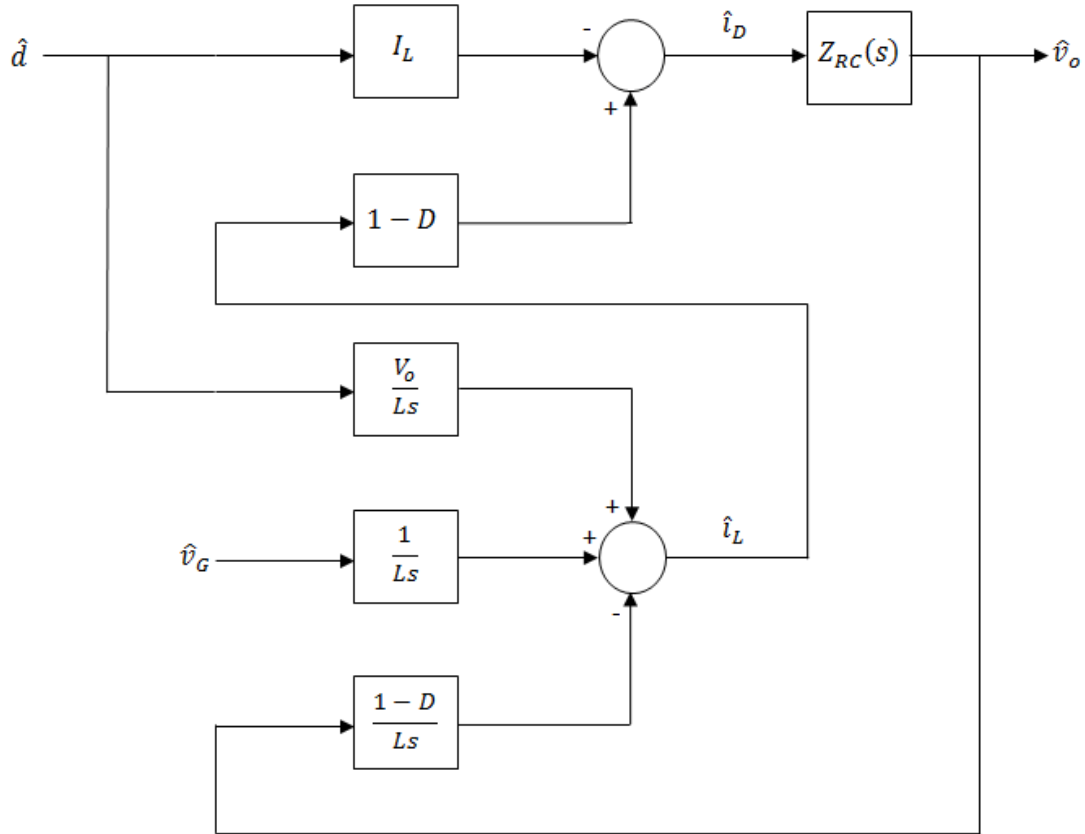 d̂
I_L
-
î_D
Z_RC(s)
v̂_o
+
1 − D
V_o
Ls
+
v̂_G
1
Ls
+
î_L
-
1 − D
Ls